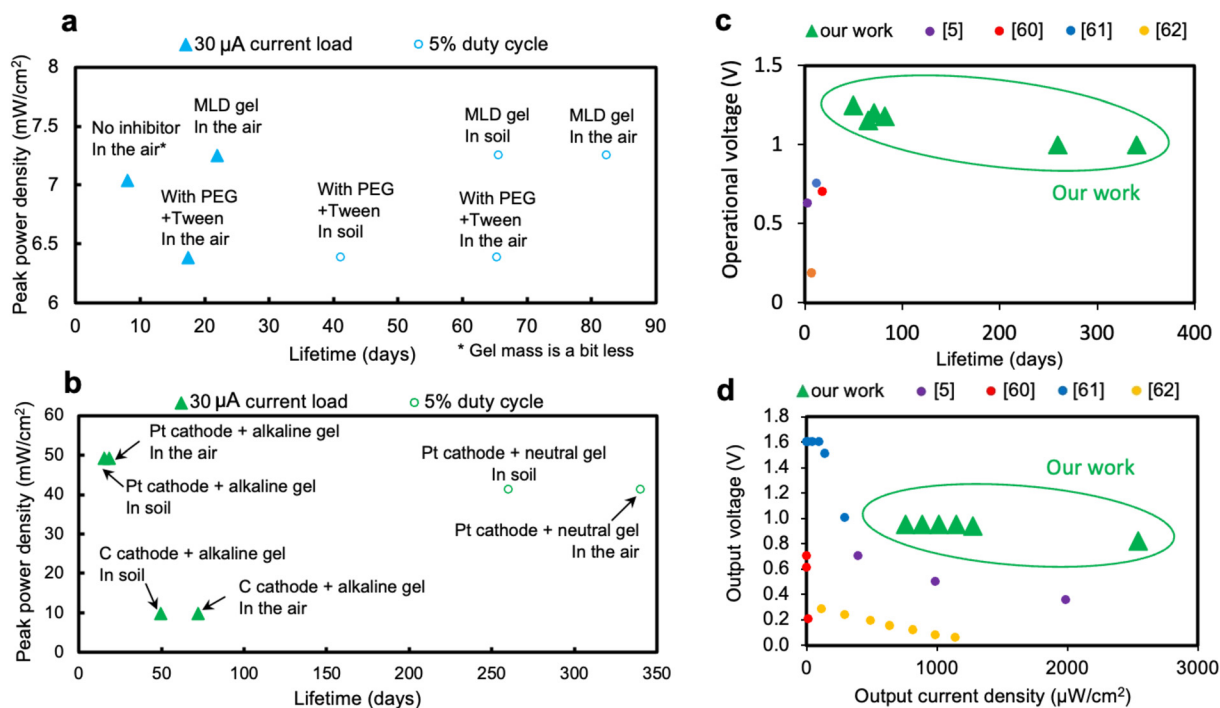 a
30 µA current load
5% duty cycle
Peak power density (mW/cm²)
8
7.5
7
6.5
6
No inhibitor
In the air*
MLD gel
In the air
With PEG
+Tween
In the air
With PEG
+Tween
In soil
MLD gel
In soil
With PEG
+Tween
In the air
MLD gel
In the air
0 10 20 30 40 50 60 70 80 90
Lifetime (days)
* Gel mass is a bit less
b
30 µA current load
5% duty cycle
Peak power density (mW/cm²)
60
50
40
30
20
10
0
Pt cathode + alkaline gel
In the air
Pt cathode + alkaline gel
In soil
C cathode + alkaline gel
In soil
C cathode + alkaline gel
In the air
Pt cathode + neutral gel
In soil
Pt cathode + neutral gel
In the air
50 100 150 200 250 300 350
Lifetime (days)
c
our work
[5]
[60]
[61]
[62]
Operational voltage (V)
1.5
1
0.5
0
Our work
0 100 200 300 400
Lifetime (days)
d
our work
[5]
[60]
[61]
[62]
Output voltage (V)
1.8
1.6
1.4
1.2
1.0
0.8
0.6
0.4
0.2
0.0
Our work
0 1000 2000 3000
Output current density (µW/cm²)